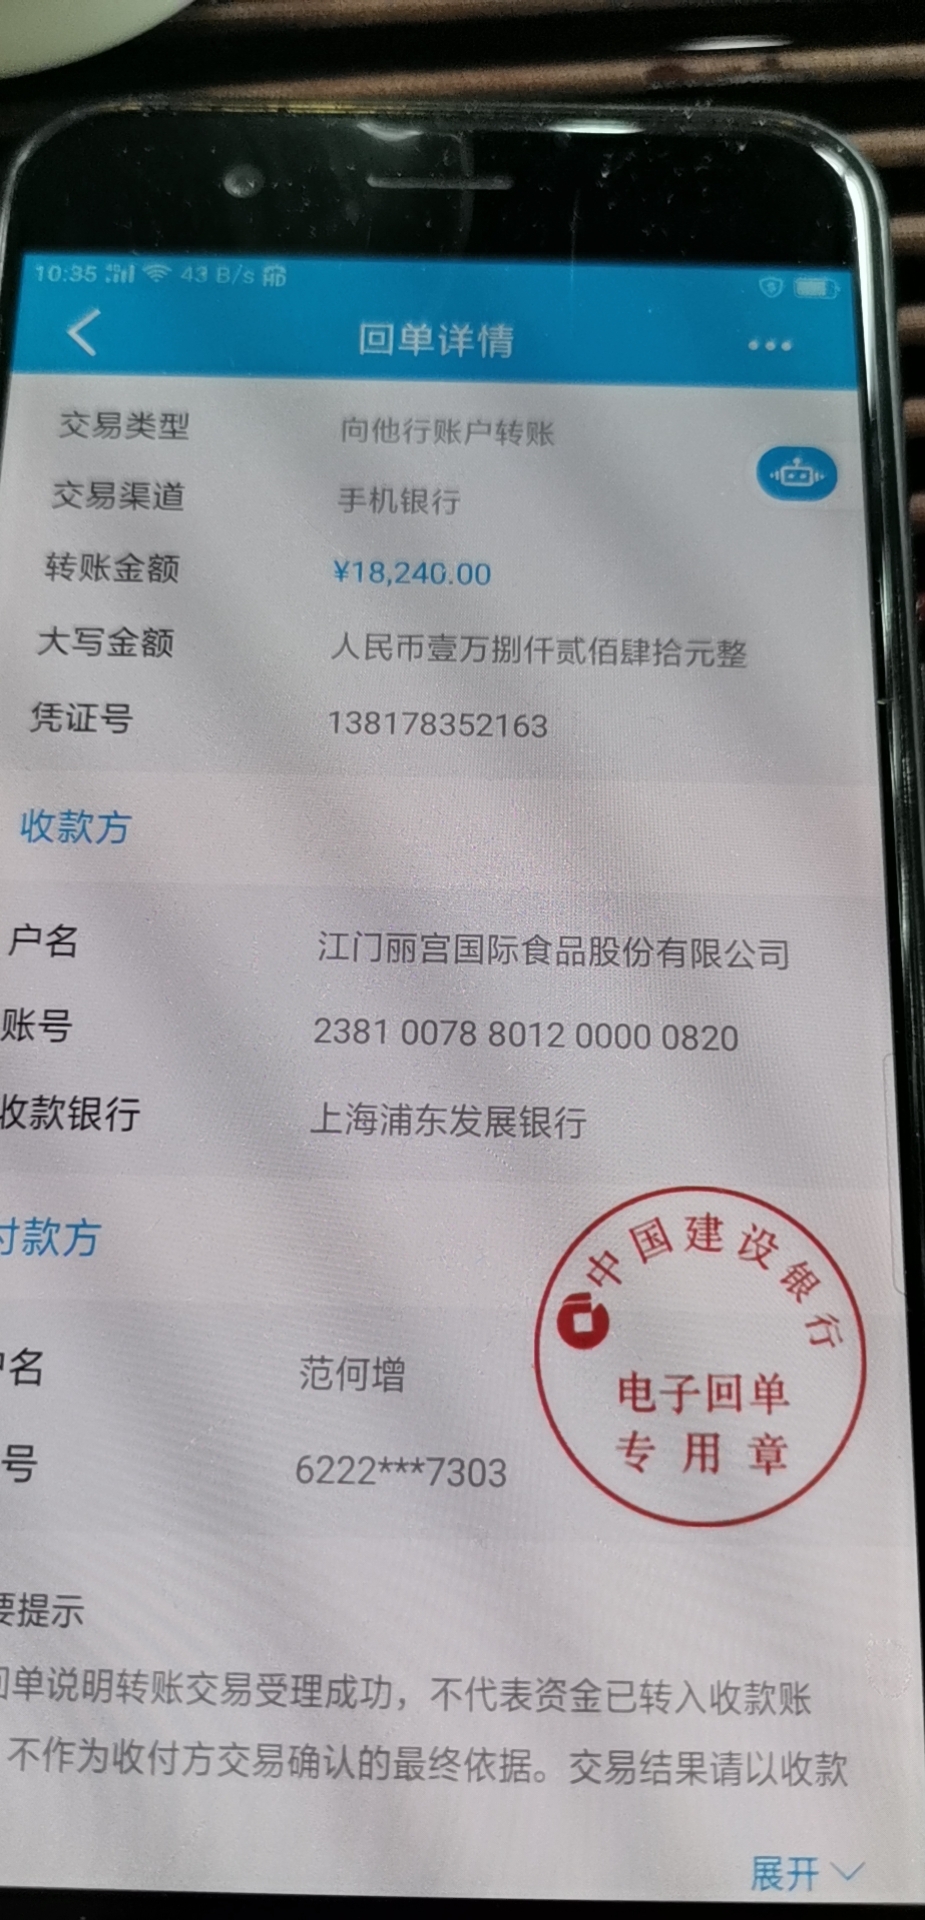 10:35 43 B/s HD
回单详情
交易类型 向他行账户转账
交易渠道 手机银行
转账金额 ¥18,240.00
大写金额 人民币壹万捌仟贰佰肆拾元整
凭证号 138178352163
收款方
户名 江门丽宫国际食品股份有限公司
账号 2381 0078 8012 0000 0820
收款银行 上海浦东发展银行
付款方
户名 范何增
号 6222***7303
中国建设银行
电子回单
专用章
要提示
回单说明转账交易受理成功，不代表资金已转入收款账
不作为收付方交易确认的最终依据。交易结果请以收款
展开